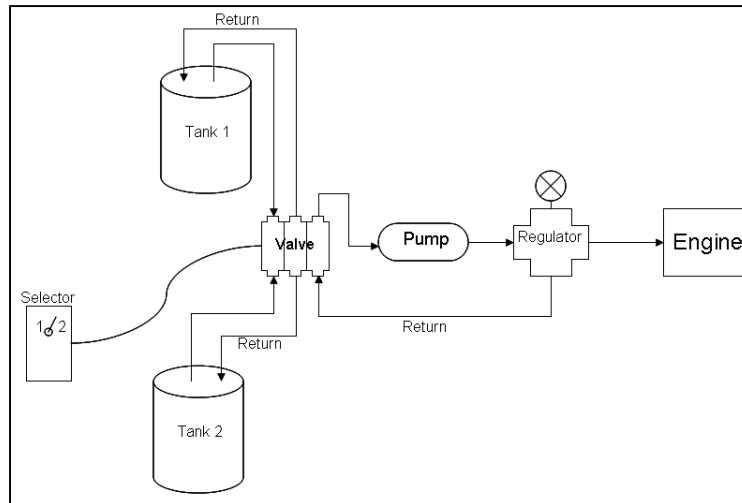 Return
Tank 1
Valve
Pump
Regulator
Engine
Selector
1 2
Return
Return
Tank 2